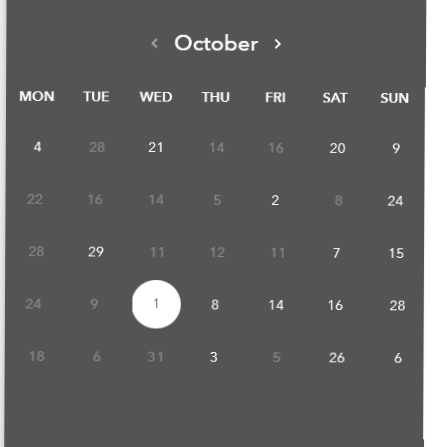 ‹ October ›
MON TUE WED THU FRI SAT SUN
4 28 21 14 16 20 9
22 16 14 5 2 8 24
28 29 11 12 11 7 15
24 9 1 8 14 16 28
18 6 31 3 5 26 6